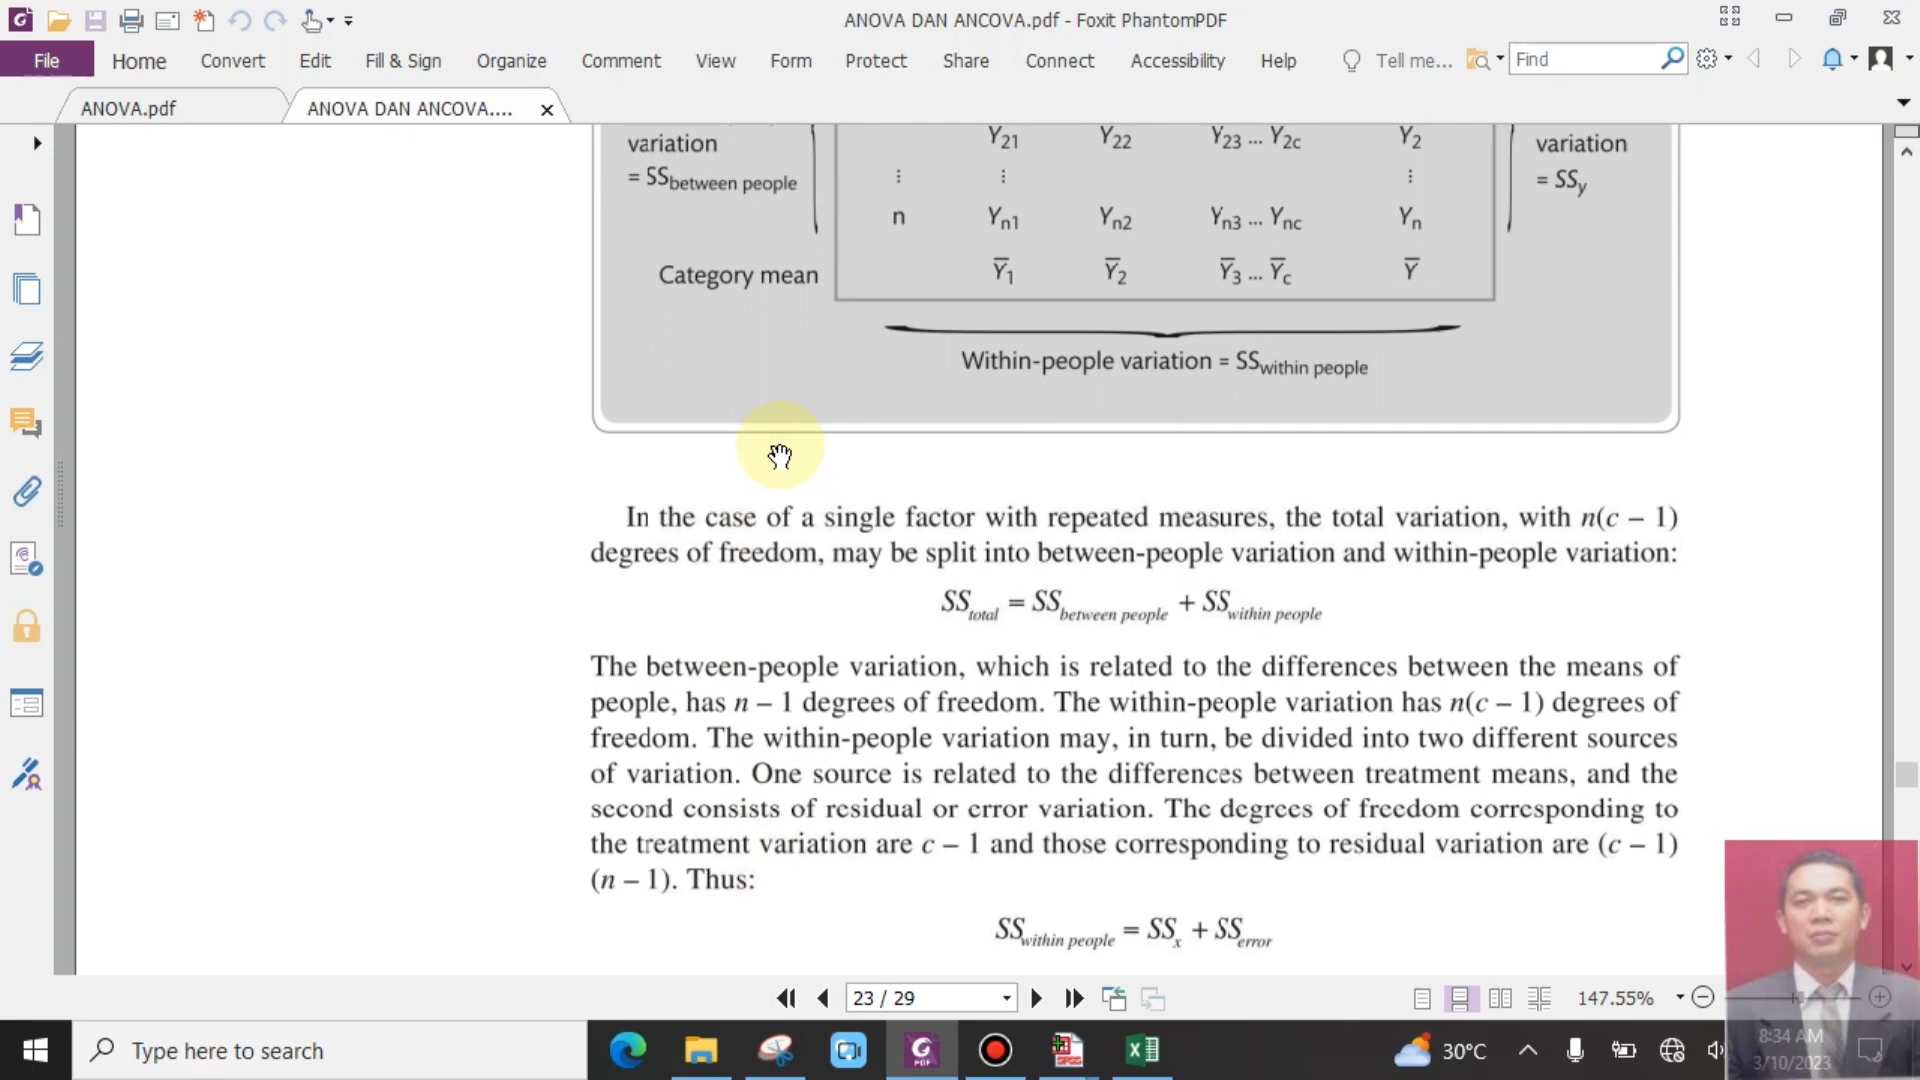 ANOVA DAN ANCOVA.pdf - Foxit PhantomPDF
File Home Convert Edit Fill & Sign Organize Comment View Form Protect Share Connect Accessibility Help Tell me... Find
ANOVA.pdf ANOVA DAN ANCOVA....
variation Y21 Y22 Y23 ... Y2c Y2 variation
= SSbetween people ⋮ ⋮ ⋮ = SSy
n Yn1 Yn2 Yn3 ... Ync Yn
Category mean Ȳ1 Ȳ2 Ȳ3 ... Ȳc Ȳ
Within-people variation = SSwithin people
In the case of a single factor with repeated measures, the total variation, with n(c – 1)
degrees of freedom, may be split into between-people variation and within-people variation:
SStotal = SSbetween people + SSwithin people
The between-people variation, which is related to the differences between the means of
people, has n – 1 degrees of freedom. The within-people variation has n(c – 1) degrees of
freedom. The within-people variation may, in turn, be divided into two different sources
of variation. One source is related to the differences between treatment means, and the
second consists of residual or error variation. The degrees of freedom corresponding to
the treatment variation are c – 1 and those corresponding to residual variation are (c – 1)
(n – 1). Thus:
SSwithin people = SSx + SSerror
23 / 29 147.55%
Type here to search 30°C 8:34 AM
3/10/2023